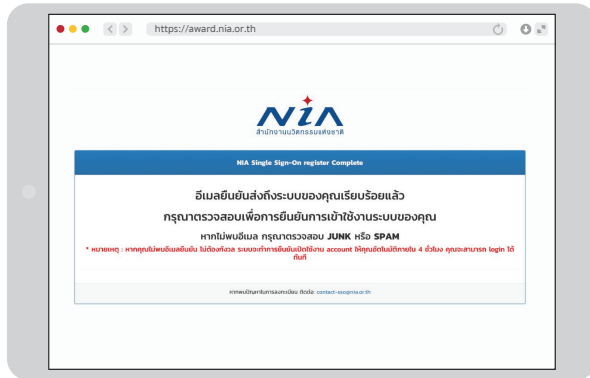 https://award.nia.or.th
NiA
สำนักงานนวัตกรรมแห่งชาติ
NIA Single Sign-On register Complete
อีเมลยืนยันส่งถึงระบบของคุณเรียบร้อยแล้ว
กรุณาตรวจสอบเพื่อการยืนยันการเข้าใช้งานระบบของคุณ
หากไม่พบอีเมล กรุณาตรวจสอบ JUNK หรือ SPAM
* หมายเหตุ : หากคุณไม่พบอีเมลยืนยัน ไม่ต้องกังวล ระบบจะทำการยืนยันเปิดใช้งาน account ให้คุณอัตโนมัติภายใน 4 ชั่วโมง คุณจะสามารถ login ได้
ทันที
หากพบปัญหาในการลงทะเบียน ติดต่อ: contact-sso@nia.or.th